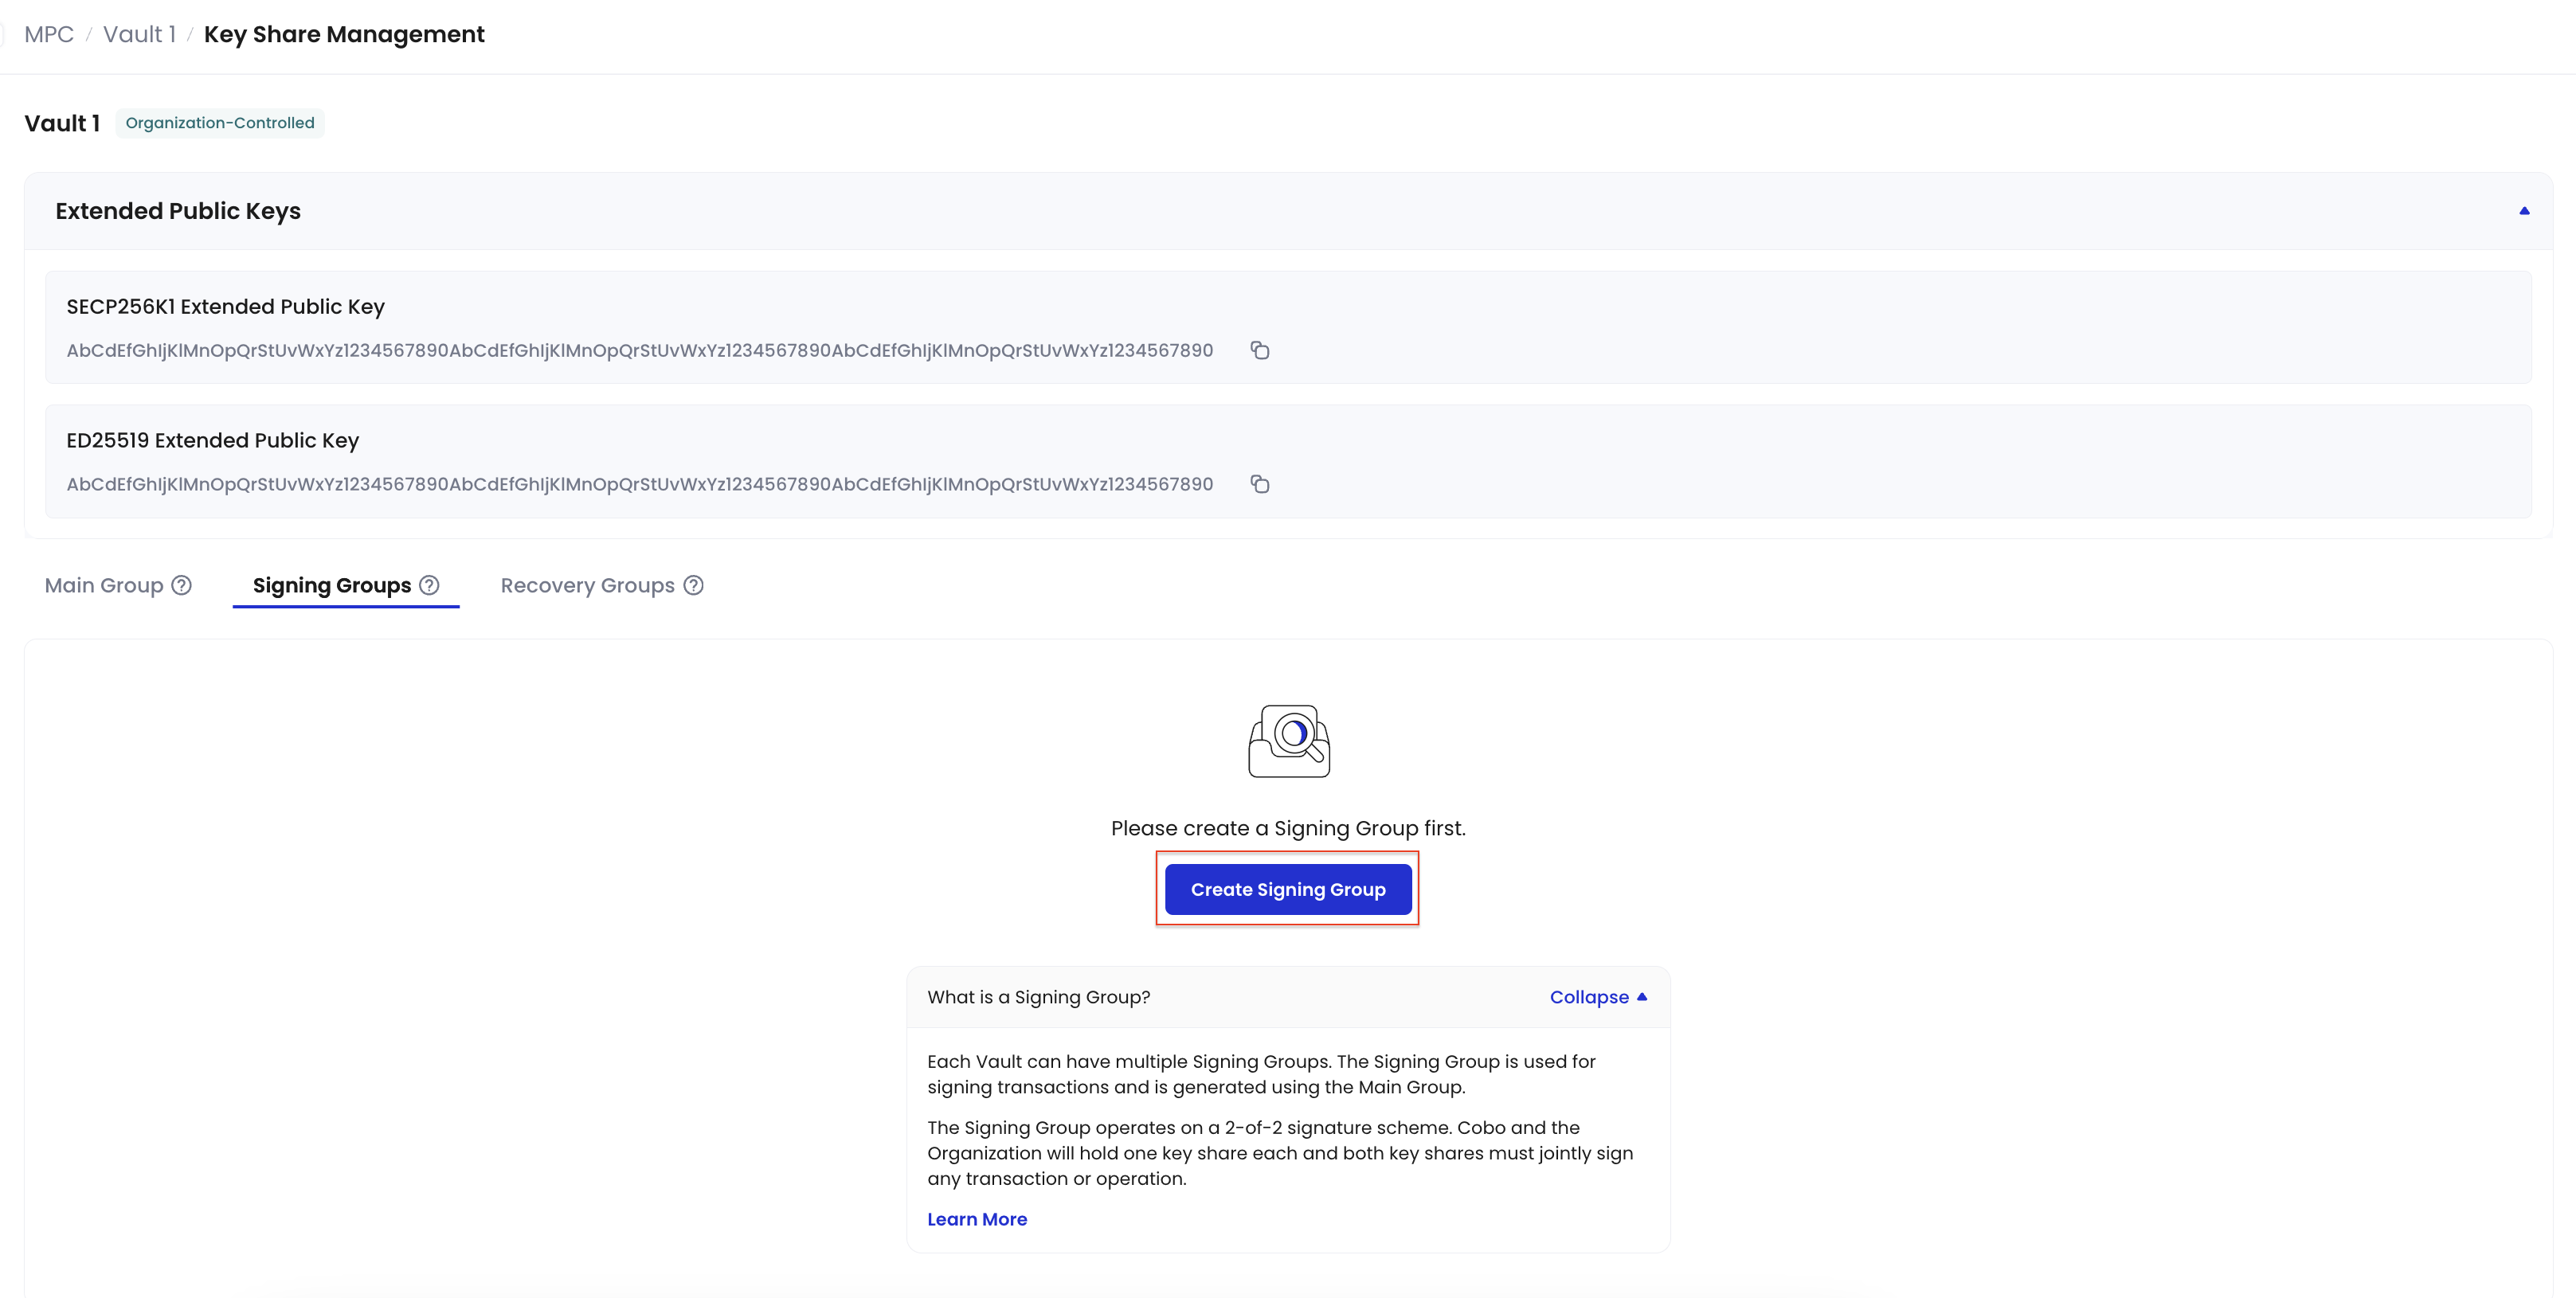 MPC / Vault 1 / Key Share Management
Vault 1 Organization-Controlled
Extended Public Keys
SECP256K1 Extended Public Key
AbCdEfGhIjKlMnOpQrStUvWxYz1234567890AbCdEfGhIjKlMnOpQrStUvWxYz1234567890AbCdEfGhIjKlMnOpQrStUvWxYz1234567890
ED25519 Extended Public Key
AbCdEfGhIjKlMnOpQrStUvWxYz1234567890AbCdEfGhIjKlMnOpQrStUvWxYz1234567890AbCdEfGhIjKlMnOpQrStUvWxYz1234567890
Main Group ? Signing Groups ? Recovery Groups ?
Please create a Signing Group first.
Create Signing Group
What is a Signing Group? Collapse
Each Vault can have multiple Signing Groups. The Signing Group is used for
signing transactions and is generated using the Main Group.
The Signing Group operates on a 2-of-2 signature scheme. Cobo and the
Organization will hold one key share each and both key shares must jointly sign
any transaction or operation.
Learn More